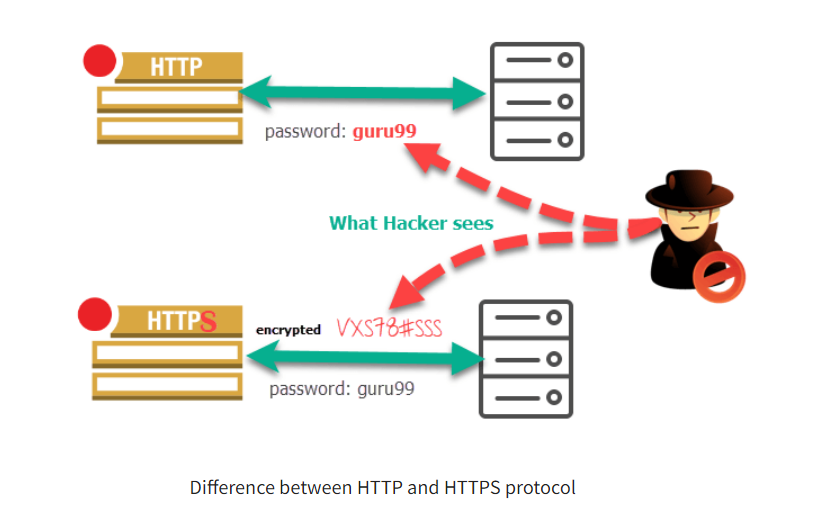 HTTP
password: guru99
What Hacker sees
HTTPS
encrypted VXS78#SSS
password: guru99
Difference between HTTP and HTTPS protocol